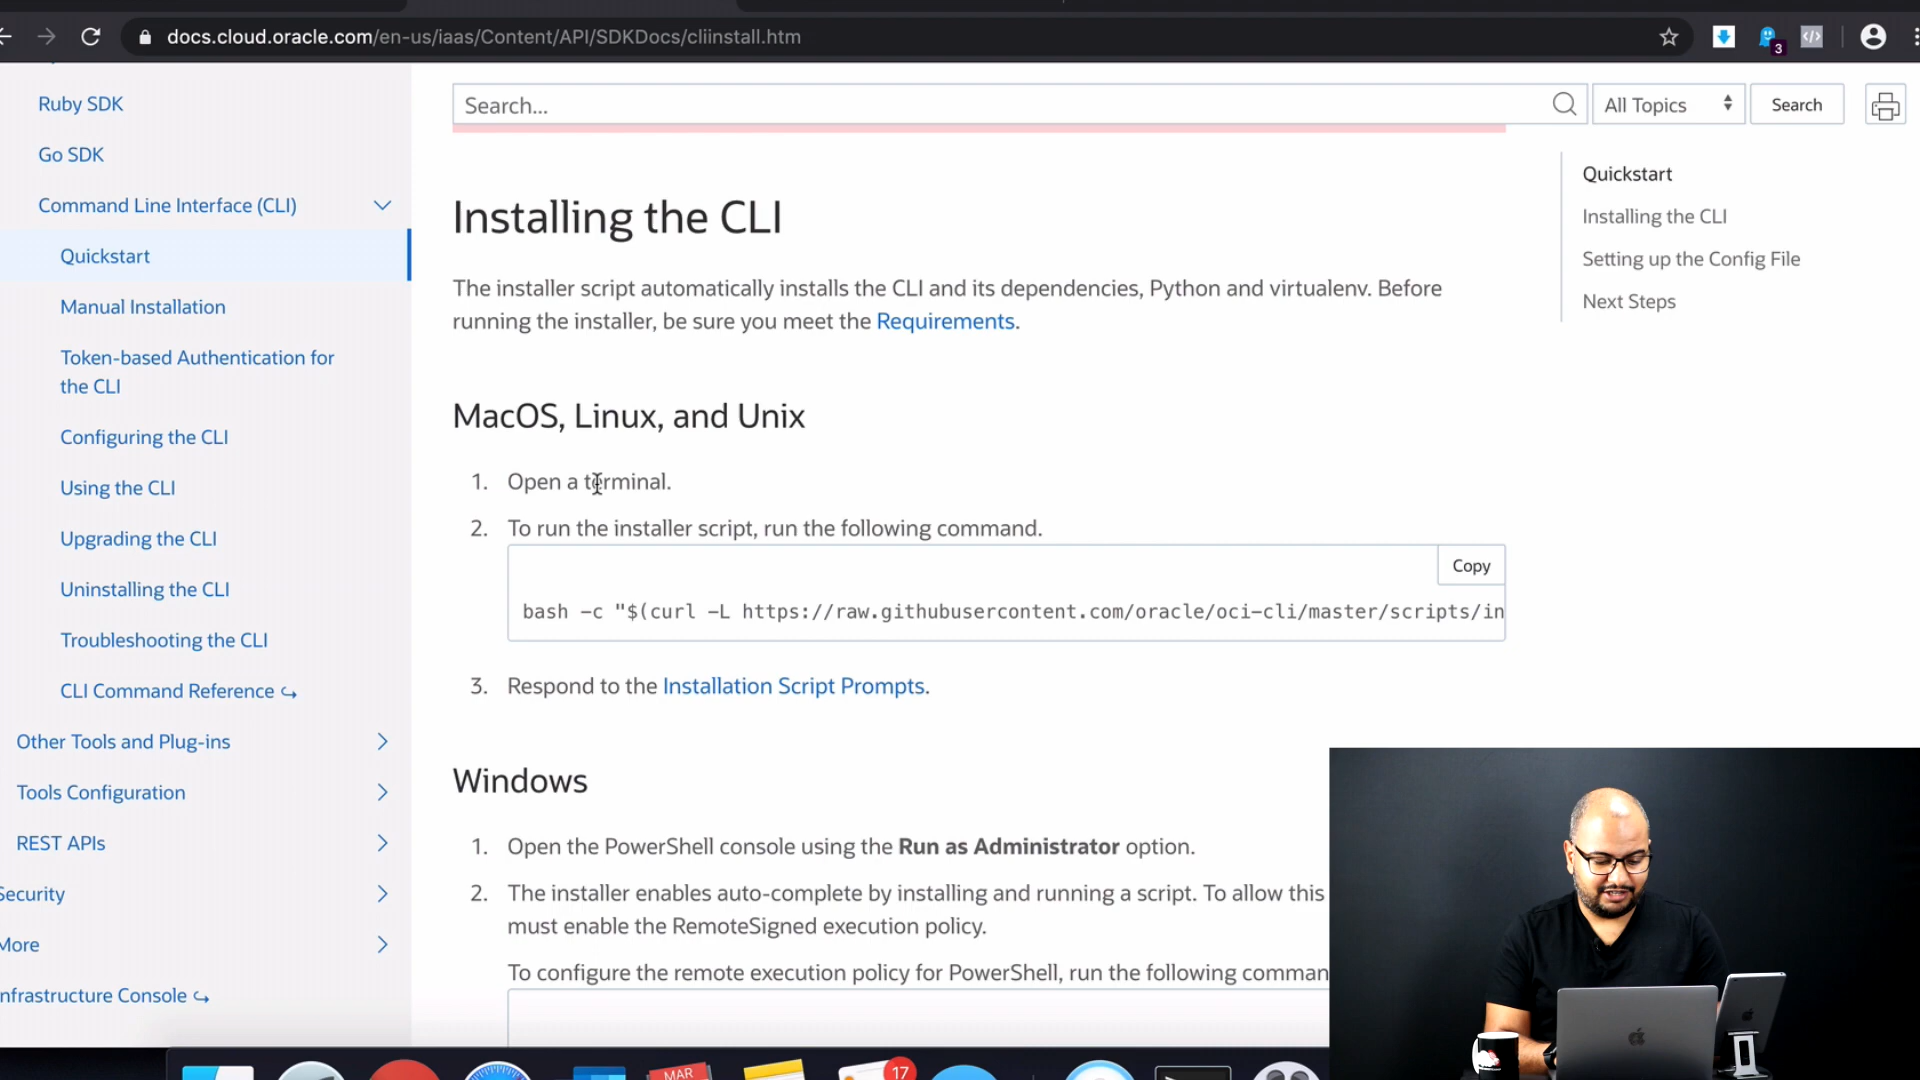 docs.cloud.oracle.com/en-us/iaas/Content/API/SDKDocs/cliinstall.htm
3
Ruby SDK
Go SDK
Command Line Interface (CLI)
Quickstart
Manual Installation
Token-based Authentication for
the CLI
Configuring the CLI
Using the CLI
Upgrading the CLI
Uninstalling the CLI
Troubleshooting the CLI
CLI Command Reference
Other Tools and Plug-ins
Tools Configuration
REST APIs
Security
More
nfrastructure Console
Search...
All Topics
Search
Installing the CLI
The installer script automatically installs the CLI and its dependencies, Python and virtualenv. Before
running the installer, be sure you meet the Requirements.
MacOS, Linux, and Unix
1. Open a terminal.
2. To run the installer script, run the following command.
Copy
bash -c "$(curl -L https://raw.githubusercontent.com/oracle/oci-cli/master/scripts/in
3. Respond to the Installation Script Prompts.
Windows
1. Open the PowerShell console using the Run as Administrator option.
2. The installer enables auto-complete by installing and running a script. To allow this
must enable the RemoteSigned execution policy.
To configure the remote execution policy for PowerShell, run the following comman
Quickstart
Installing the CLI
Setting up the Config File
Next Steps
MAR
17